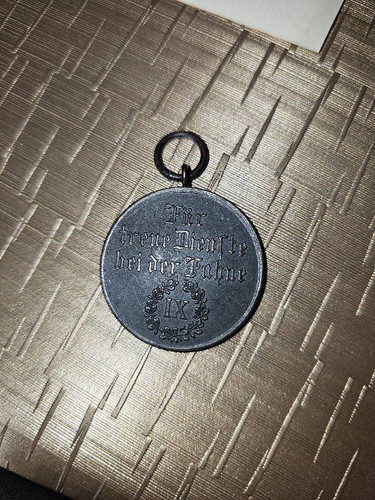 Für
treue Dienste
bei der Fahne
IX